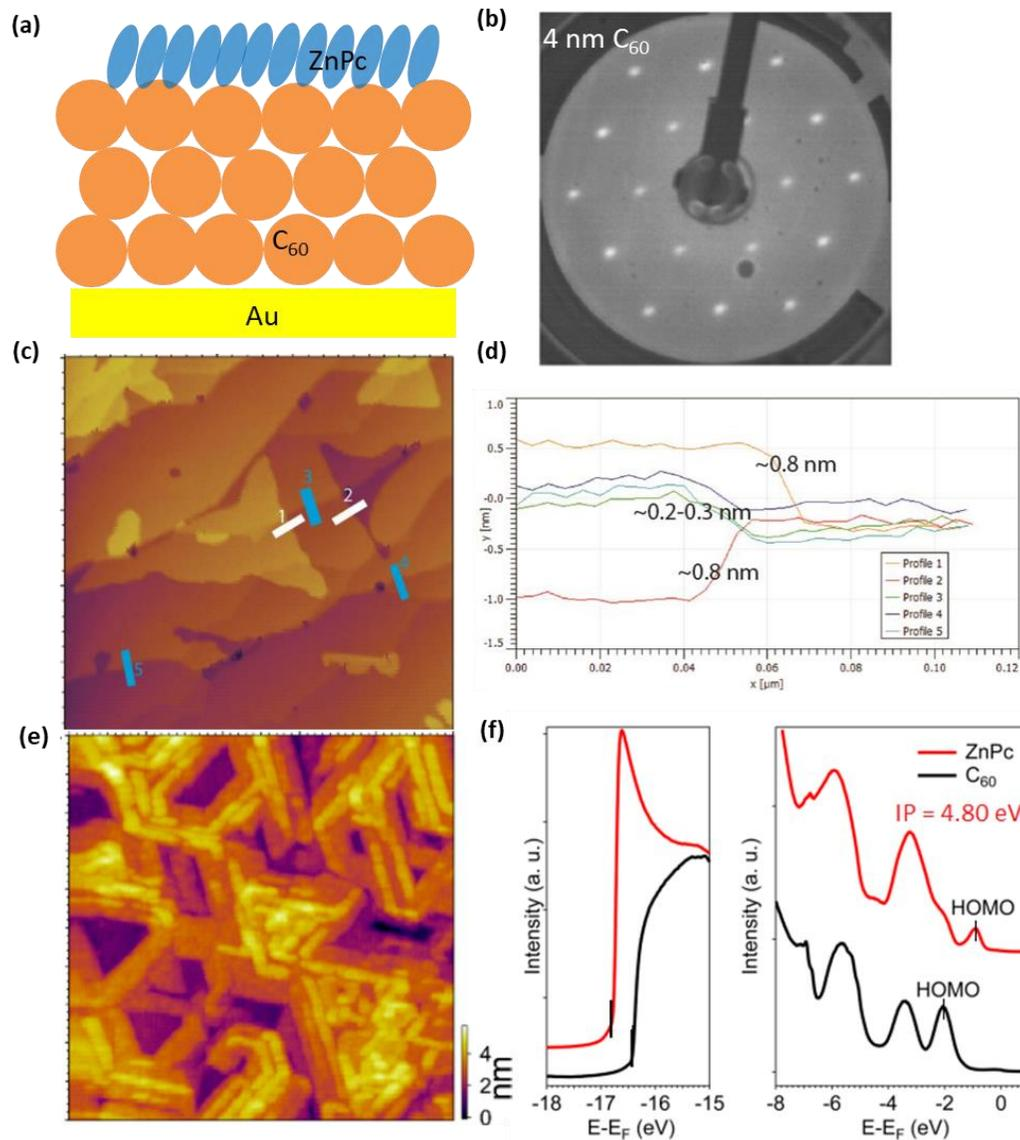 (a)
ZnPc
C60
Au
(b)
4 nm C60
(c)
3
2
1
4
5
(d)
1.0
0.5
-0.0
-0.5
-1.0
-1.5
y [nm]
~0.8 nm
~0.2-0.3 nm
~0.8 nm
Profile 1
Profile 2
Profile 3
Profile 4
Profile 5
0.00
0.02
0.04
0.06
0.08
0.10
0.12
x [µm]
(e)
4
2
0
nm
(f)
Intensity (a. u.)
-18
-17
-16
-15
E-EF (eV)
Intensity (a. u.)
ZnPc
C60
IP = 4.80 eV
HOMO
HOMO
-8
-6
-4
-2
0
E-EF (eV)